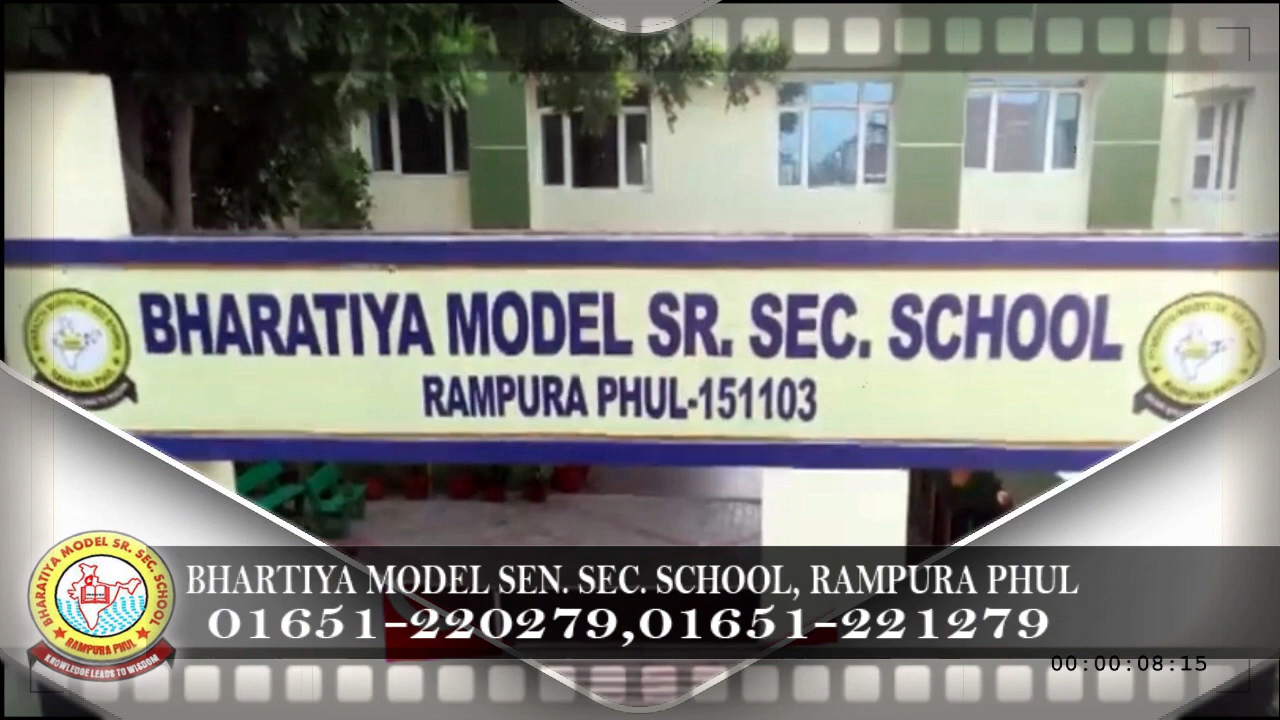 BHARATIYA MODEL SR. SEC. SCHOOL
RAMPURA PHUL-151103
BHARATIYA MODEL SR. SEC. SCHOOL
RAMPURA PHUL
KNOWLEDGE LEADS TO WISDOM
BHARTIYA MODEL SEN. SEC. SCHOOL, RAMPURA PHUL
01651-220279,01651-221279
00:00:08:15